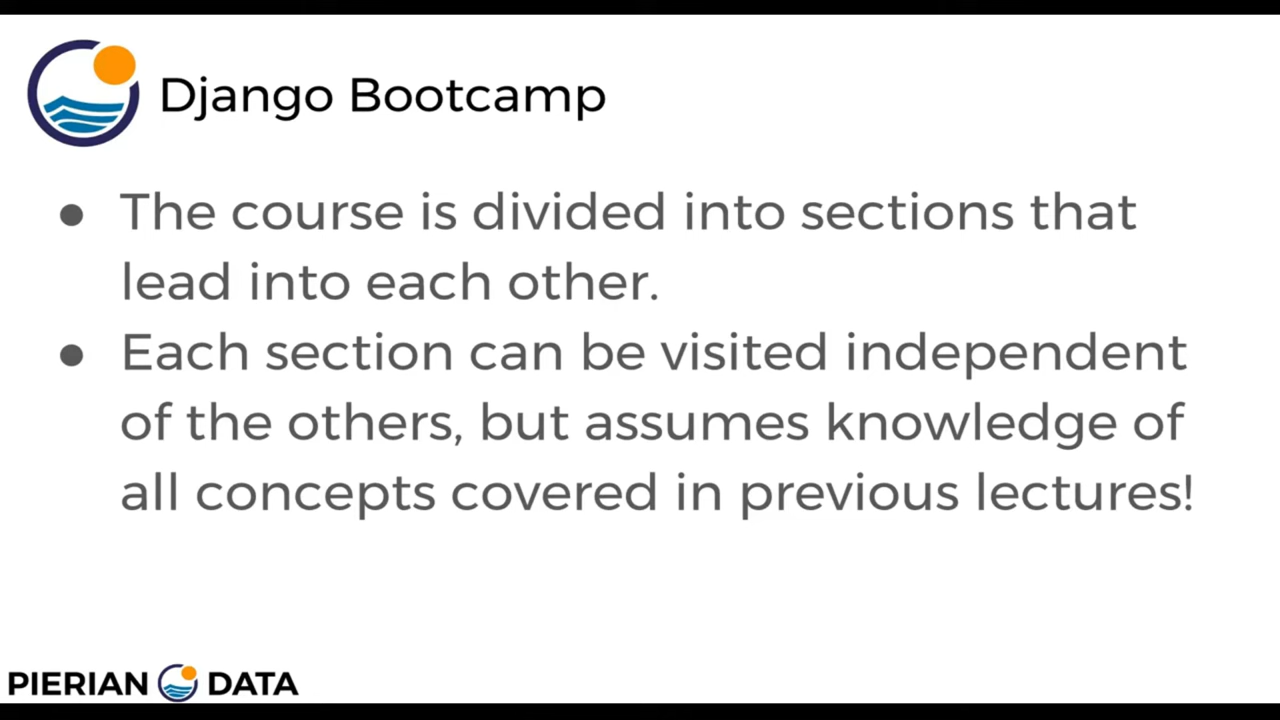 Django Bootcamp
● The course is divided into sections that
lead into each other.
● Each section can be visited independent
of the others, but assumes knowledge of
all concepts covered in previous lectures!
PIERIAN DATA